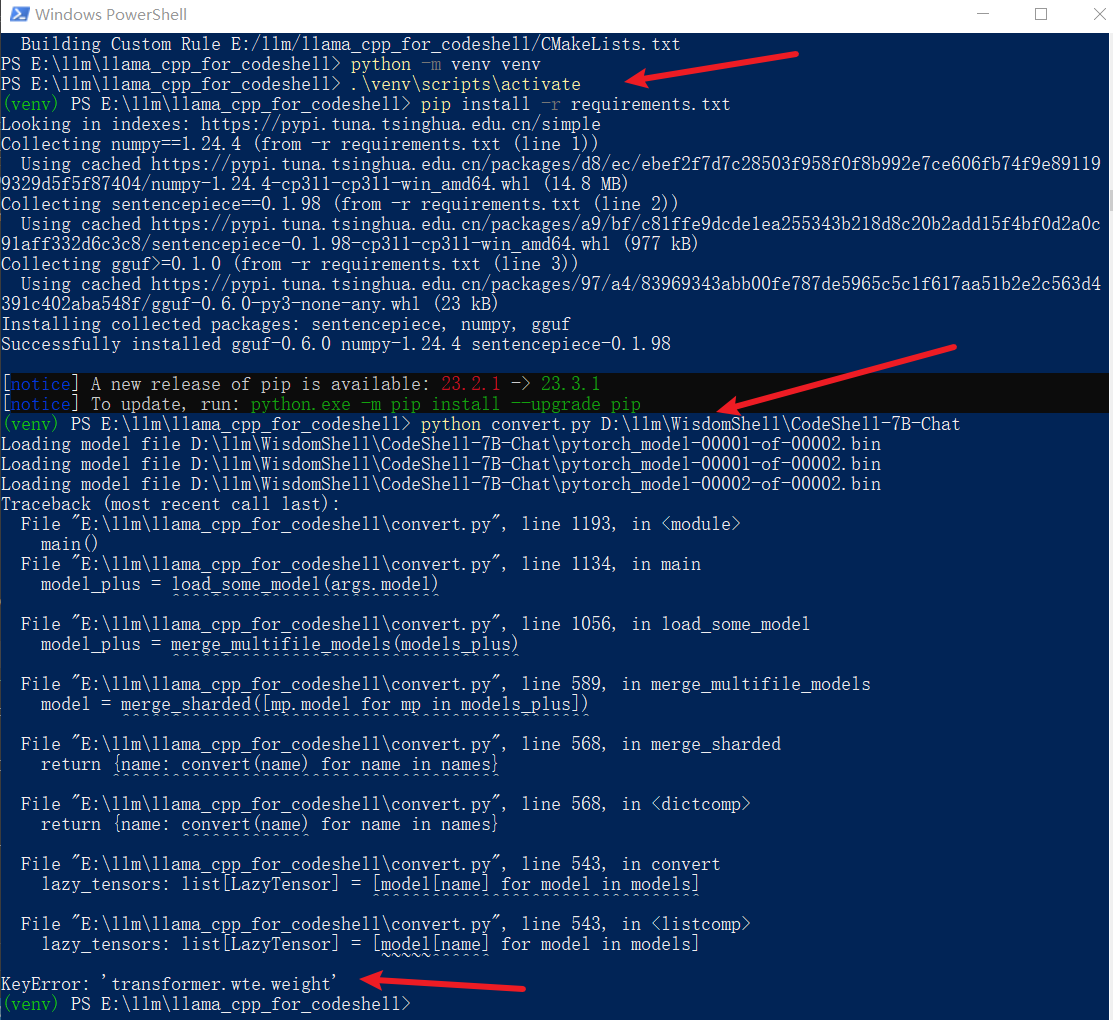 Windows PowerShell
Building Custom Rule E:/llm/llama_cpp_for_codeshell/CMakeLists.txt
PS E:\llm\llama_cpp_for_codeshell> python -m venv venv
PS E:\llm\llama_cpp_for_codeshell> .\venv\scripts\activate
(venv) PS E:\llm\llama_cpp_for_codeshell> pip install -r requirements.txt
Looking in indexes: https://pypi.tuna.tsinghua.edu.cn/simple
Collecting numpy==1.24.4 (from -r requirements.txt (line 1))
Using cached https://pypi.tuna.tsinghua.edu.cn/packages/d8/ec/ebef2f7d7c28503f958f0f8b992e7ce606fb74f9e891199
9329d5f5f87404/numpy-1.24.4-cp311-cp311-win_amd64.whl (14.8 MB)
Collecting sentencepiece==0.1.98 (from -r requirements.txt (line 2))
Using cached https://pypi.tuna.tsinghua.edu.cn/packages/a9/bf/c81ffe9dcde1ea255343b218d8c20b2add15f4bf0d2a0c
91aff332d6c3c8/sentencepiece-0.1.98-cp311-cp311-win_amd64.whl (977 kB)
Collecting gguf>=0.1.0 (from -r requirements.txt (line 3))
Using cached https://pypi.tuna.tsinghua.edu.cn/packages/97/a4/83969343abb00fe787de5965c5c1f617aa51b2e2c563d4
391c402aba548f/gguf-0.6.0-py3-none-any.whl (23 kB)
Installing collected packages: sentencepiece, numpy, gguf
Successfully installed gguf-0.6.0 numpy-1.24.4 sentencepiece-0.1.98
[notice] A new release of pip is available: 23.2.1 -> 23.3.1
[notice] To update, run: python.exe -m pip install --upgrade pip
(venv) PS E:\llm\llama_cpp_for_codeshell> python convert.py D:\llm\WisdomShell\CodeShell-7B-Chat
Loading model file D:\llm\WisdomShell\CodeShell-7B-Chat\pytorch_model-00001-of-00002.bin
Loading model file D:\llm\WisdomShell\CodeShell-7B-Chat\pytorch_model-00001-of-00002.bin
Loading model file D:\llm\WisdomShell\CodeShell-7B-Chat\pytorch_model-00002-of-00002.bin
Traceback (most recent call last):
File "E:\llm\llama_cpp_for_codeshell\convert.py", line 1193, in <module>
main()
File "E:\llm\llama_cpp_for_codeshell\convert.py", line 1134, in main
model_plus = load_some_model(args.model)
File "E:\llm\llama_cpp_for_codeshell\convert.py", line 1056, in load_some_model
model_plus = merge_multifile_models(models_plus)
File "E:\llm\llama_cpp_for_codeshell\convert.py", line 589, in merge_multifile_models
model = merge_sharded([mp.model for mp in models_plus])
File "E:\llm\llama_cpp_for_codeshell\convert.py", line 568, in merge_sharded
return {name: convert(name) for name in names}
File "E:\llm\llama_cpp_for_codeshell\convert.py", line 568, in <dictcomp>
return {name: convert(name) for name in names}
File "E:\llm\llama_cpp_for_codeshell\convert.py", line 543, in convert
lazy_tensors: list[LazyTensor] = [model[name] for model in models]
File "E:\llm\llama_cpp_for_codeshell\convert.py", line 543, in <listcomp>
lazy_tensors: list[LazyTensor] = [model[name] for model in models]
KeyError: 'transformer.wte.weight'
(venv) PS E:\llm\llama_cpp_for_codeshell>